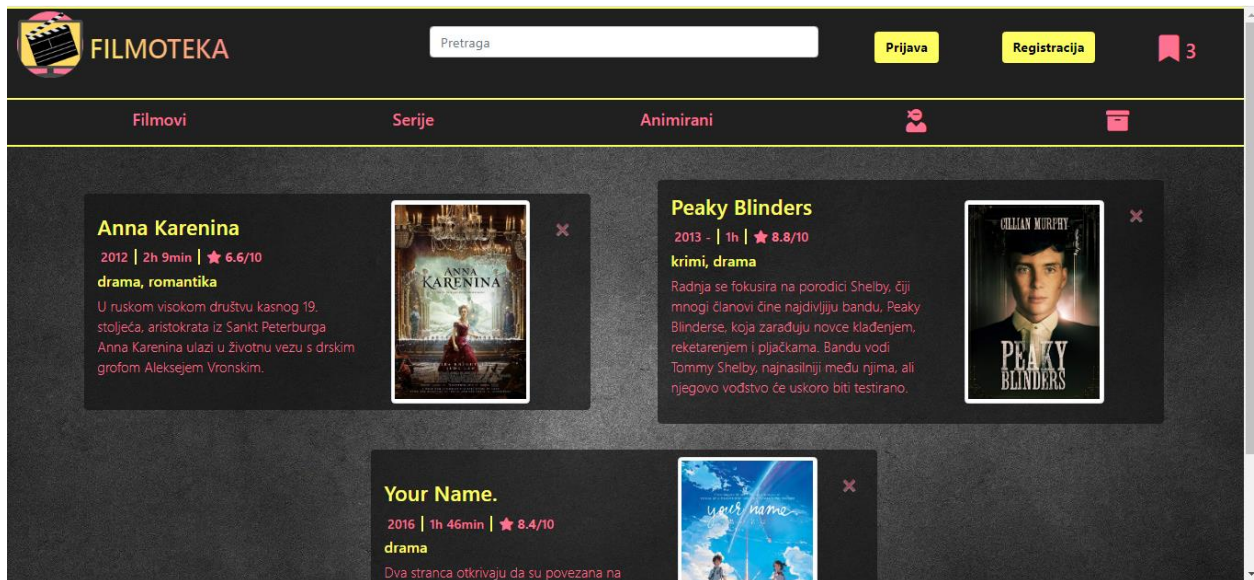 FILMOTEKA
Pretraga
Prijava
Registracija
3
Filmovi
Serije
Animirani
Anna Karenina
2012 | 2h 9min | 6.6/10
drama, romantika
U ruskom visokom društvu kasnog 19.
stoljeća, aristokrata iz Sankt Peterburga
Anna Karenina ulazi u životnu vezu s drskim
grofom Aleksejem Vronskim.
ANNA
KARENINA
Peaky Blinders
2013 - | 1h | 8.8/10
krimi, drama
Radnja se fokusira na porodici Shelby, čiji
mnogi članovi čine najdivljiju bandu, Peaky
Blinderse, koja zarađuju novce klađenjem,
reketarenjem i pljačkama. Bandu vodi
Tommy Shelby, najnasilniji među njima, ali
njegovo vođstvo će uskoro biti testirano.
CILLIAN MURPHY
PEAKY
BLINDERS
Your Name.
2016 | 1h 46min | 8.4/10
drama
Dva stranca otkrivaju da su povezana na
your name.